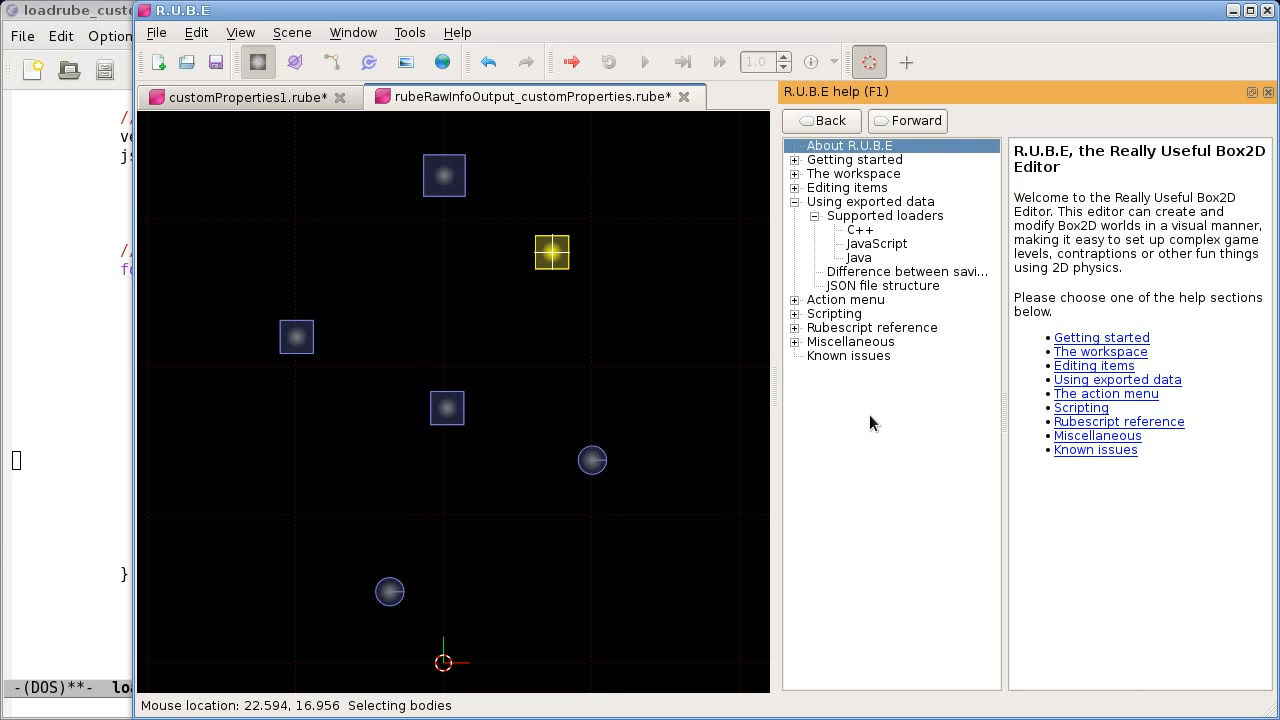 loadrube_custo
R.U.B.E
File Edit Option
File Edit View Scene Window Tools Help
1.0
customProperties1.rube*
rubeRawInfoOutput_customProperties.rube*
R.U.B.E help (F1)
Back Forward
//
ve
js
//
fo
}
-(DOS)**- loa
About R.U.B.E
Getting started
The workspace
Editing items
Using exported data
Supported loaders
C++
JavaScript
Java
Difference between savi...
JSON file structure
Action menu
Scripting
Rubescript reference
Miscellaneous
Known issues
R.U.B.E, the Really Useful Box2D
Editor
Welcome to the Really Useful Box2D
Editor. This editor can create and
modify Box2D worlds in a visual manner,
making it easy to set up complex game
levels, contraptions or other fun things
using 2D physics.
Please choose one of the help sections
below.
Getting started
The workspace
Editing items
Using exported data
The action menu
Scripting
Rubescript reference
Miscellaneous
Known issues
Mouse location: 22.594, 16.956 Selecting bodies